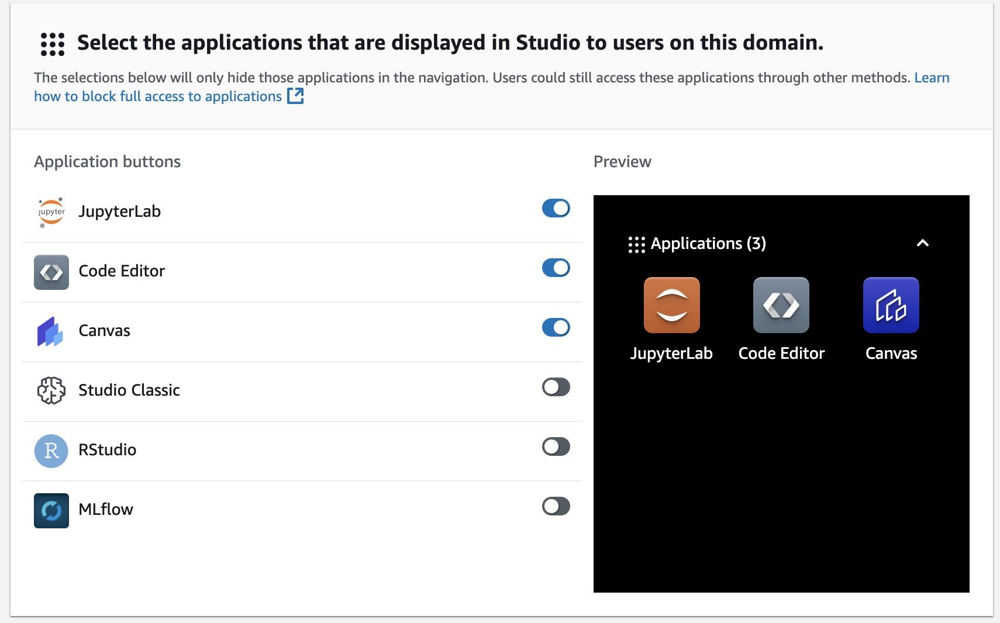 Select the applications that are displayed in Studio to users on this domain.
The selections below will only hide those applications in the navigation. Users could still access these applications through other methods. Learn
how to block full access to applications
Application buttons
jupyter
JupyterLab
Code Editor
Canvas
Studio Classic
R
RStudio
MLflow
Preview
Applications (3)
JupyterLab
Code Editor
Canvas